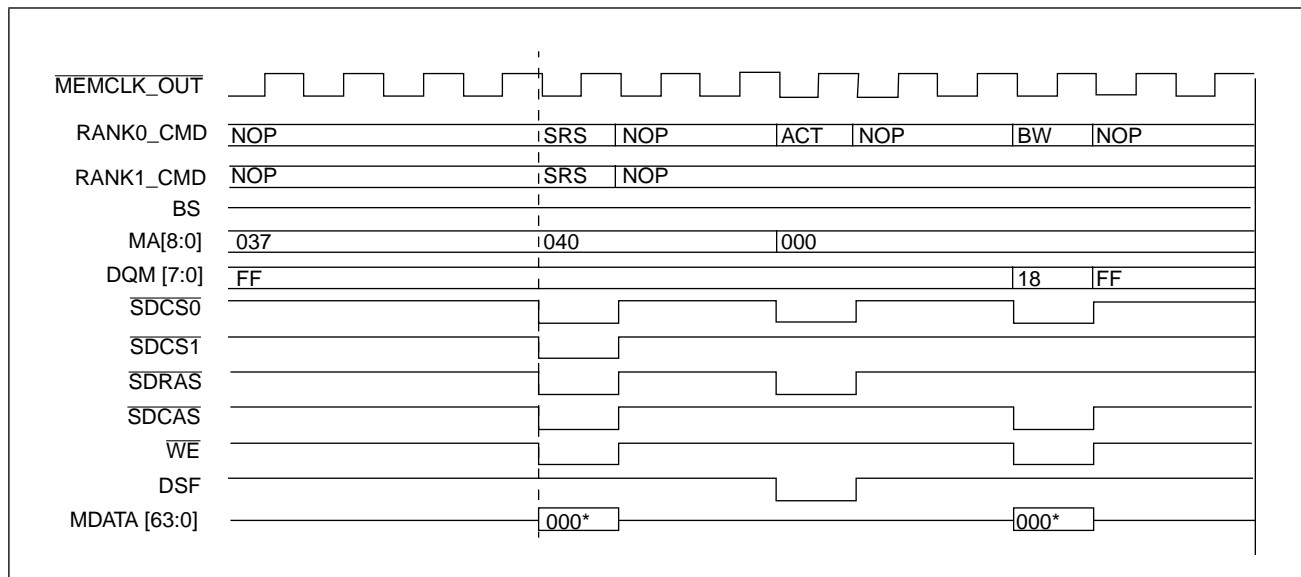 MEMCLK_OUT
RANK0_CMD NOP SRS NOP ACT NOP BW NOP
RANK1_CMD NOP SRS NOP
BS
MA[8:0] 037 040 000
DQM [7:0] FF 18 FF
SDCS0
SDCS1
SDRAS
SDCAS
WE
DSF
MDATA [63:0] 000* 000*